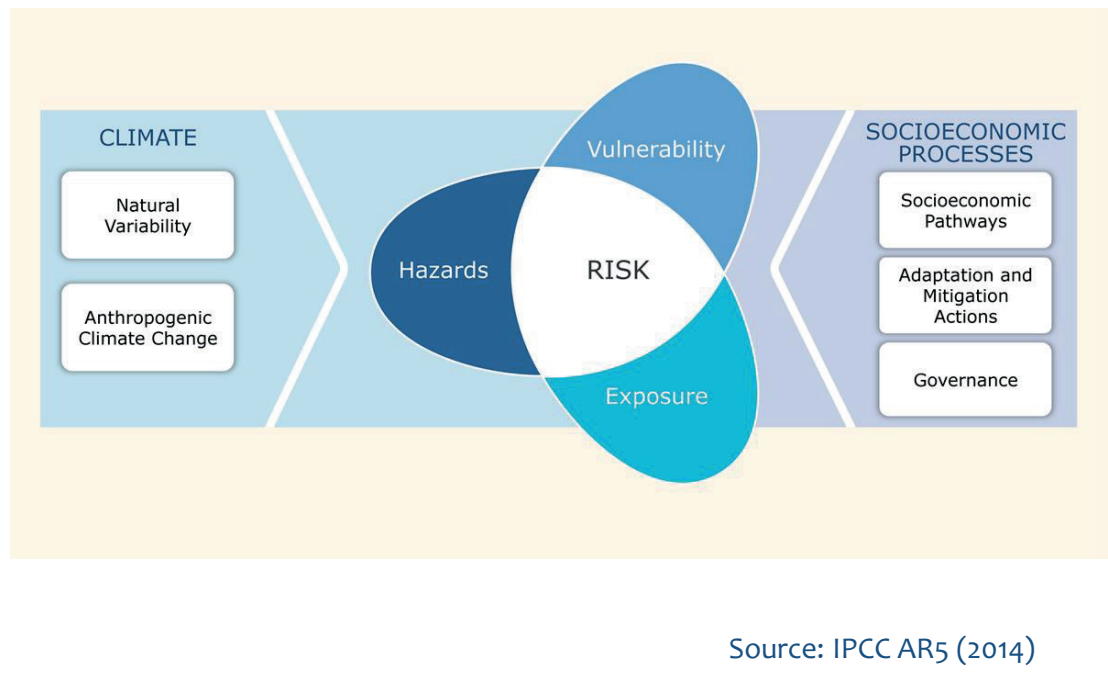 CLIMATE
Natural
Variability
Anthropogenic
Climate Change
Vulnerability
Hazards
RISK
Exposure
SOCIOECONOMIC
PROCESSES
Socioeconomic
Pathways
Adaptation and
Mitigation
Actions
Governance
Source: IPCC AR5 (2014)